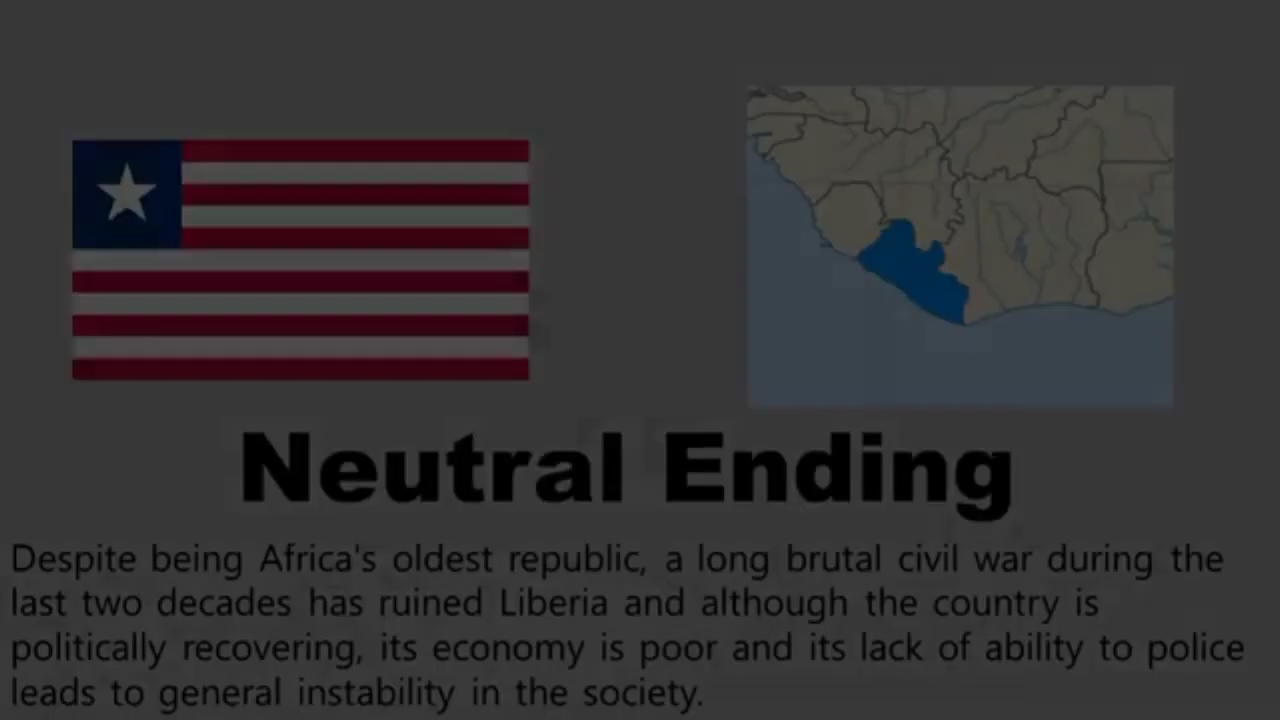 Neutral Ending
Despite being Africa's oldest republic, a long brutal civil war during the
last two decades has ruined Liberia and although the country is
politically recovering, its economy is poor and its lack of ability to police
leads to general instability in the society.